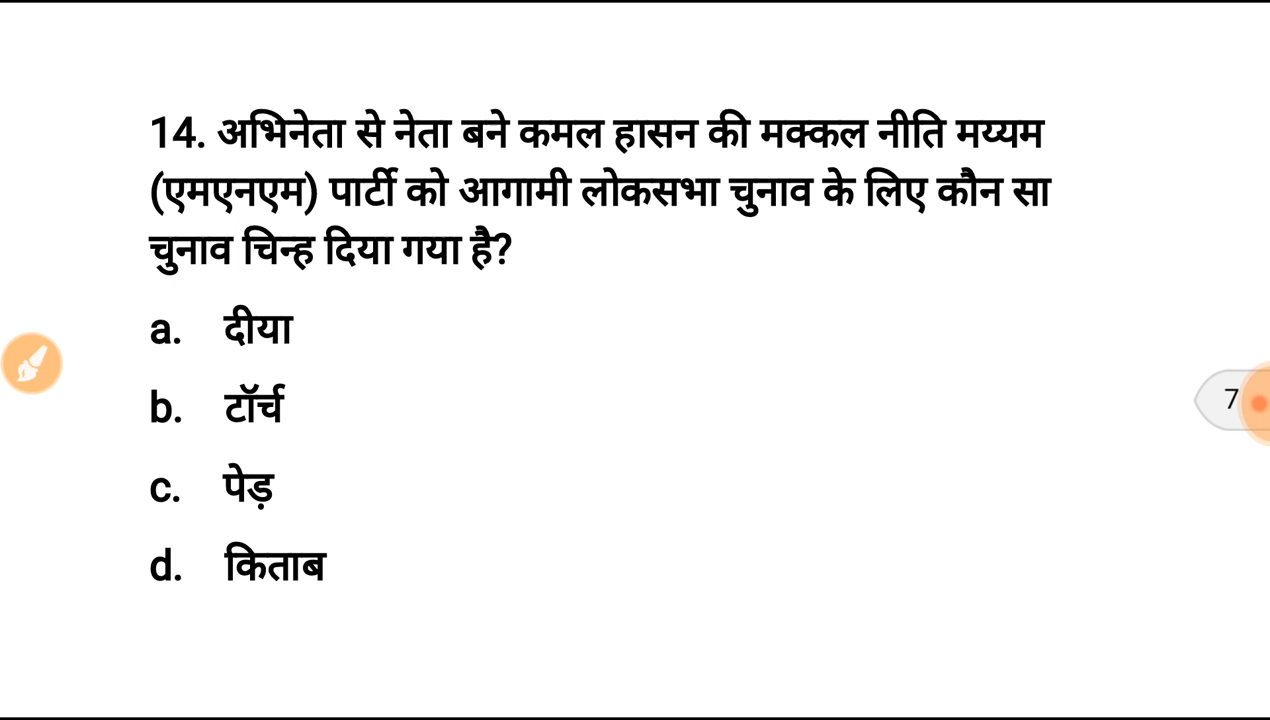 14. अभिनेता से नेता बने कमल हासन की मक्कल नीति मय्यम
(एमएनएम) पार्टी को आगामी लोकसभा चुनाव के लिए कौन सा
चुनाव चिन्ह दिया गया है?
a. दीया
b. टॉर्च
c. पेड़
d. किताब
7